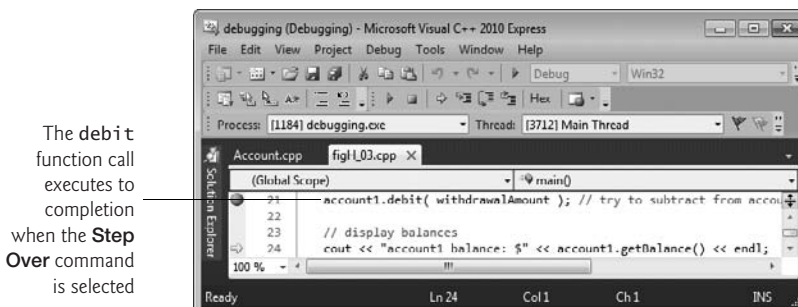 debugging (Debugging) - Microsoft Visual C++ 2010 Express
File Edit View Project Debug Tools Window Help
Debug Win32
Hex
Process: [1184] debugging.exe Thread: [3712] Main Thread
The debit
function call
executes to
completion
when the Step
Over command
is selected
Solution Explorer
Account.cpp figH_03.cpp
(Global Scope) main()
21 account1.debit( withdrawalAmount ); // try to subtract from accou
22
23 // display balances
24 cout << "account1 balance: $" << account1.getBalance() << endl;
100 %
Ready Ln 24 Col 1 Ch 1 INS